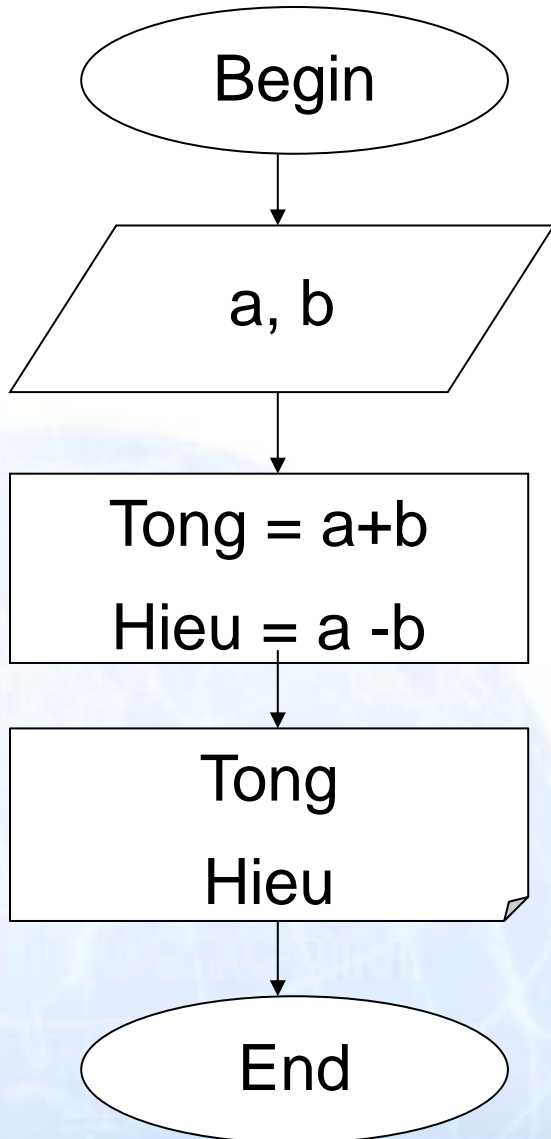 Begin
a, b
Tong = a+b
Hieu = a -b
Tong
Hieu
End